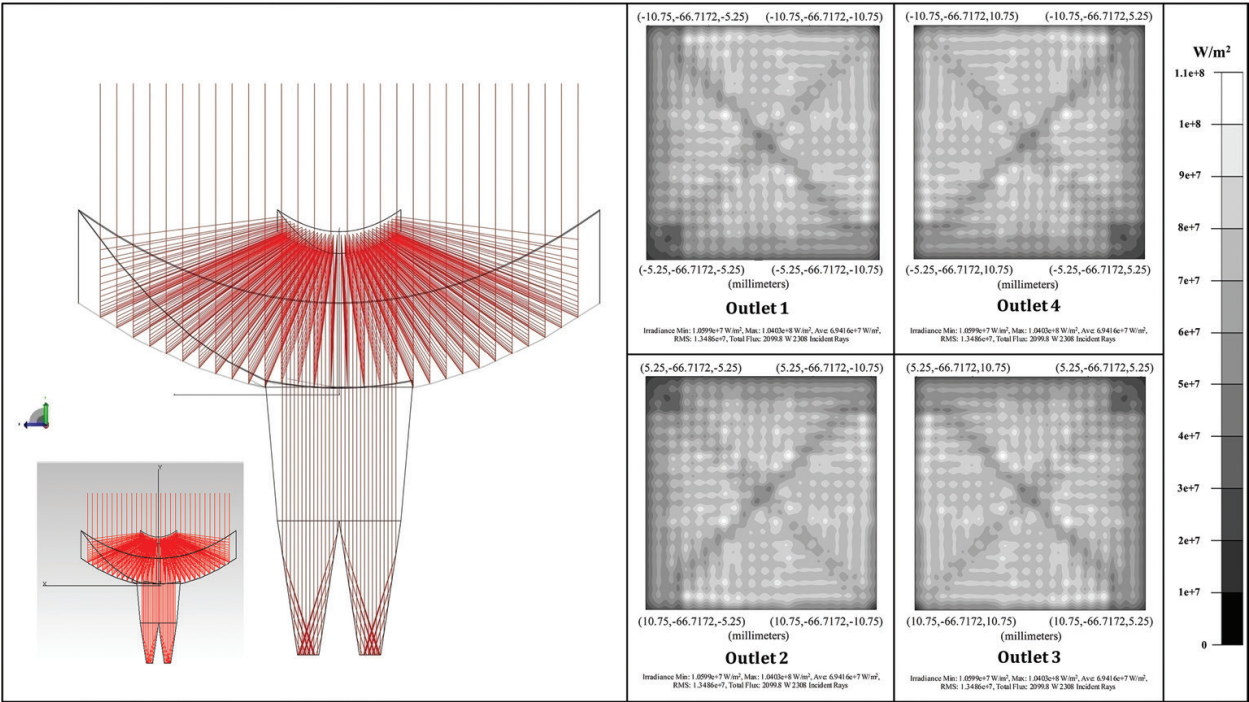 (-10.75,-66.7172,-5.25) (-10.75,-66.7172,-10.75)
(-5.25,-66.7172,-5.25) (-5.25,-66.7172,-10.75)
(millimeters)
Outlet 1
Irradiance Min: 1.0599e+7 W/m², Max: 1.0403e+8 W/m², Ave: 6.9416e+7 W/m²,
RMS: 1.3486e+7, Total Flux: 2099.8 W 2308 Incident Rays
(-10.75,-66.7172,10.75) (-10.75,-66.7172,5.25)
(-5.25,-66.7172,10.75) (-5.25,-66.7172,5.25)
(millimeters)
Outlet 4
Irradiance Min: 1.0599e+7 W/m², Max: 1.0403e+8 W/m², Ave: 6.9416e+7 W/m²,
RMS: 1.3486e+7, Total Flux: 2099.8 W 2308 Incident Rays
(5.25,-66.7172,-5.25) (5.25,-66.7172,-10.75)
(10.75,-66.7172,-5.25) (10.75,-66.7172,-10.75)
(millimeters)
Outlet 2
Irradiance Min: 1.0599e+7 W/m², Max: 1.0403e+8 W/m², Ave: 6.9416e+7 W/m²,
RMS: 1.3486e+7, Total Flux: 2099.8 W 2308 Incident Rays
(5.25,-66.7172,10.75) (5.25,-66.7172,5.25)
(10.75,-66.7172,10.75) (10.75,-66.7172,5.25)
(millimeters)
Outlet 3
Irradiance Min: 1.0599e+7 W/m², Max: 1.0403e+8 W/m², Ave: 6.9416e+7 W/m²,
RMS: 1.3486e+7, Total Flux: 2099.8 W 2308 Incident Rays
W/m²
1.1e+8
1e+8
9e+7
8e+7
7e+7
6e+7
5e+7
4e+7
3e+7
2e+7
1e+7
0
Y
X